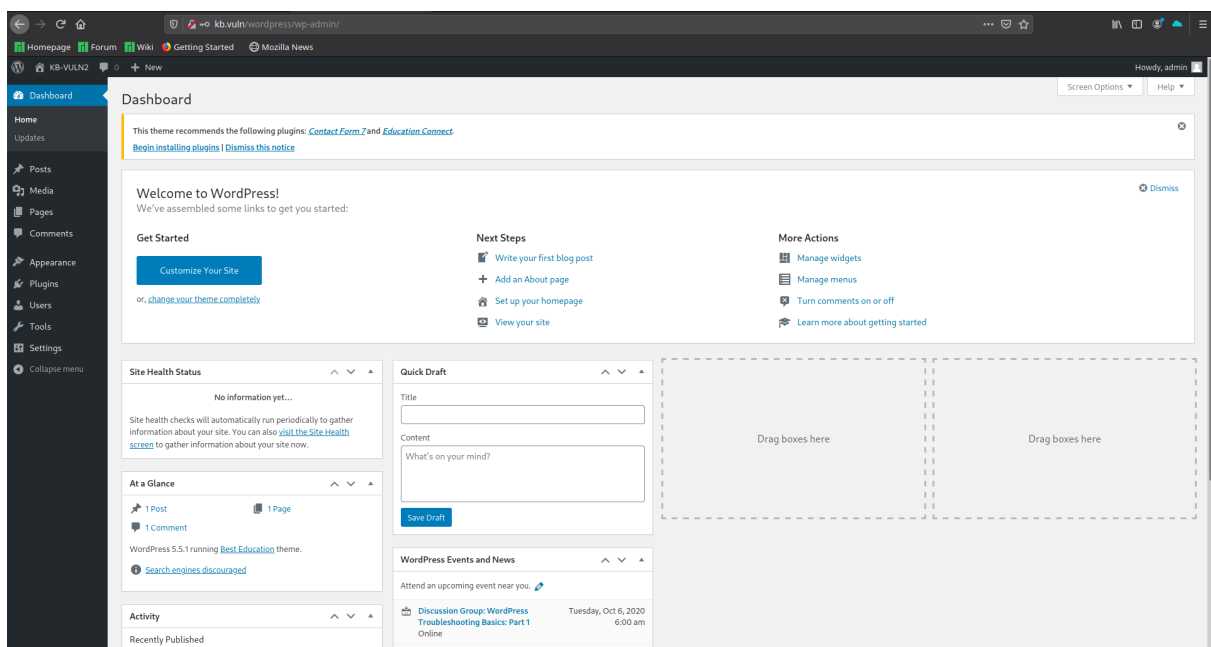 kb.vuln/wordpress/wp-admin/
Homepage Forum Wiki Getting Started Mozilla News
KB-VULN2 0 + New Howdy, admin
Dashboard
Home
Updates
Posts
Media
Pages
Comments
Appearance
Plugins
Users
Tools
Settings
Collapse menu
Screen Options ▼ Help ▼
Dashboard
This theme recommends the following plugins: Contact Form 7 and Education Connect.
Begin installing plugins | Dismiss this notice
Welcome to WordPress!
Dismiss
We've assembled some links to get you started:
Get Started
Customize Your Site
or, change your theme completely
Next Steps
Write your first blog post
Add an About page
Set up your homepage
View your site
More Actions
Manage widgets
Manage menus
Turn comments on or off
Learn more about getting started
Site Health Status
No information yet...
Site health checks will automatically run periodically to gather
information about your site. You can also visit the Site Health
screen to gather information about your site now.
At a Glance
1 Post 1 Page
1 Comment
WordPress 5.5.1 running Best Education theme.
Search engines discouraged
Activity
Recently Published
Quick Draft
Title
Content
What's on your mind?
Save Draft
WordPress Events and News
Attend an upcoming event near you.
Discussion Group: WordPress
Troubleshooting Basics: Part 1
Online
Tuesday, Oct 6, 2020
6:00 am
Drag boxes here
Drag boxes here